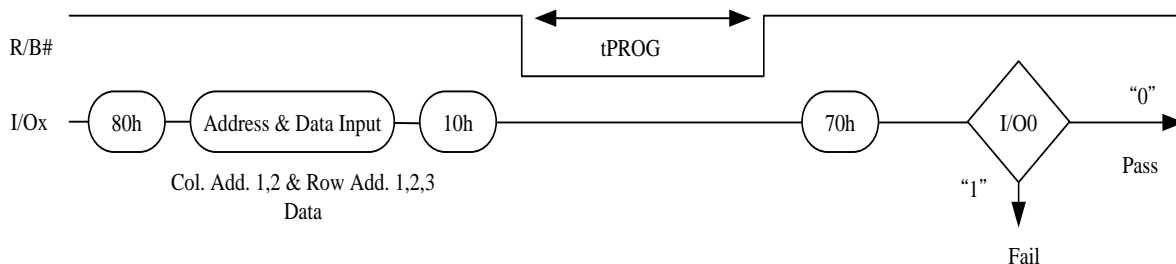 R/B#
tPROG
I/Ox
80h
Address & Data Input
10h
70h
I/O0
“0”
Pass
“1”
Fail
Col. Add. 1,2 & Row Add. 1,2,3
Data